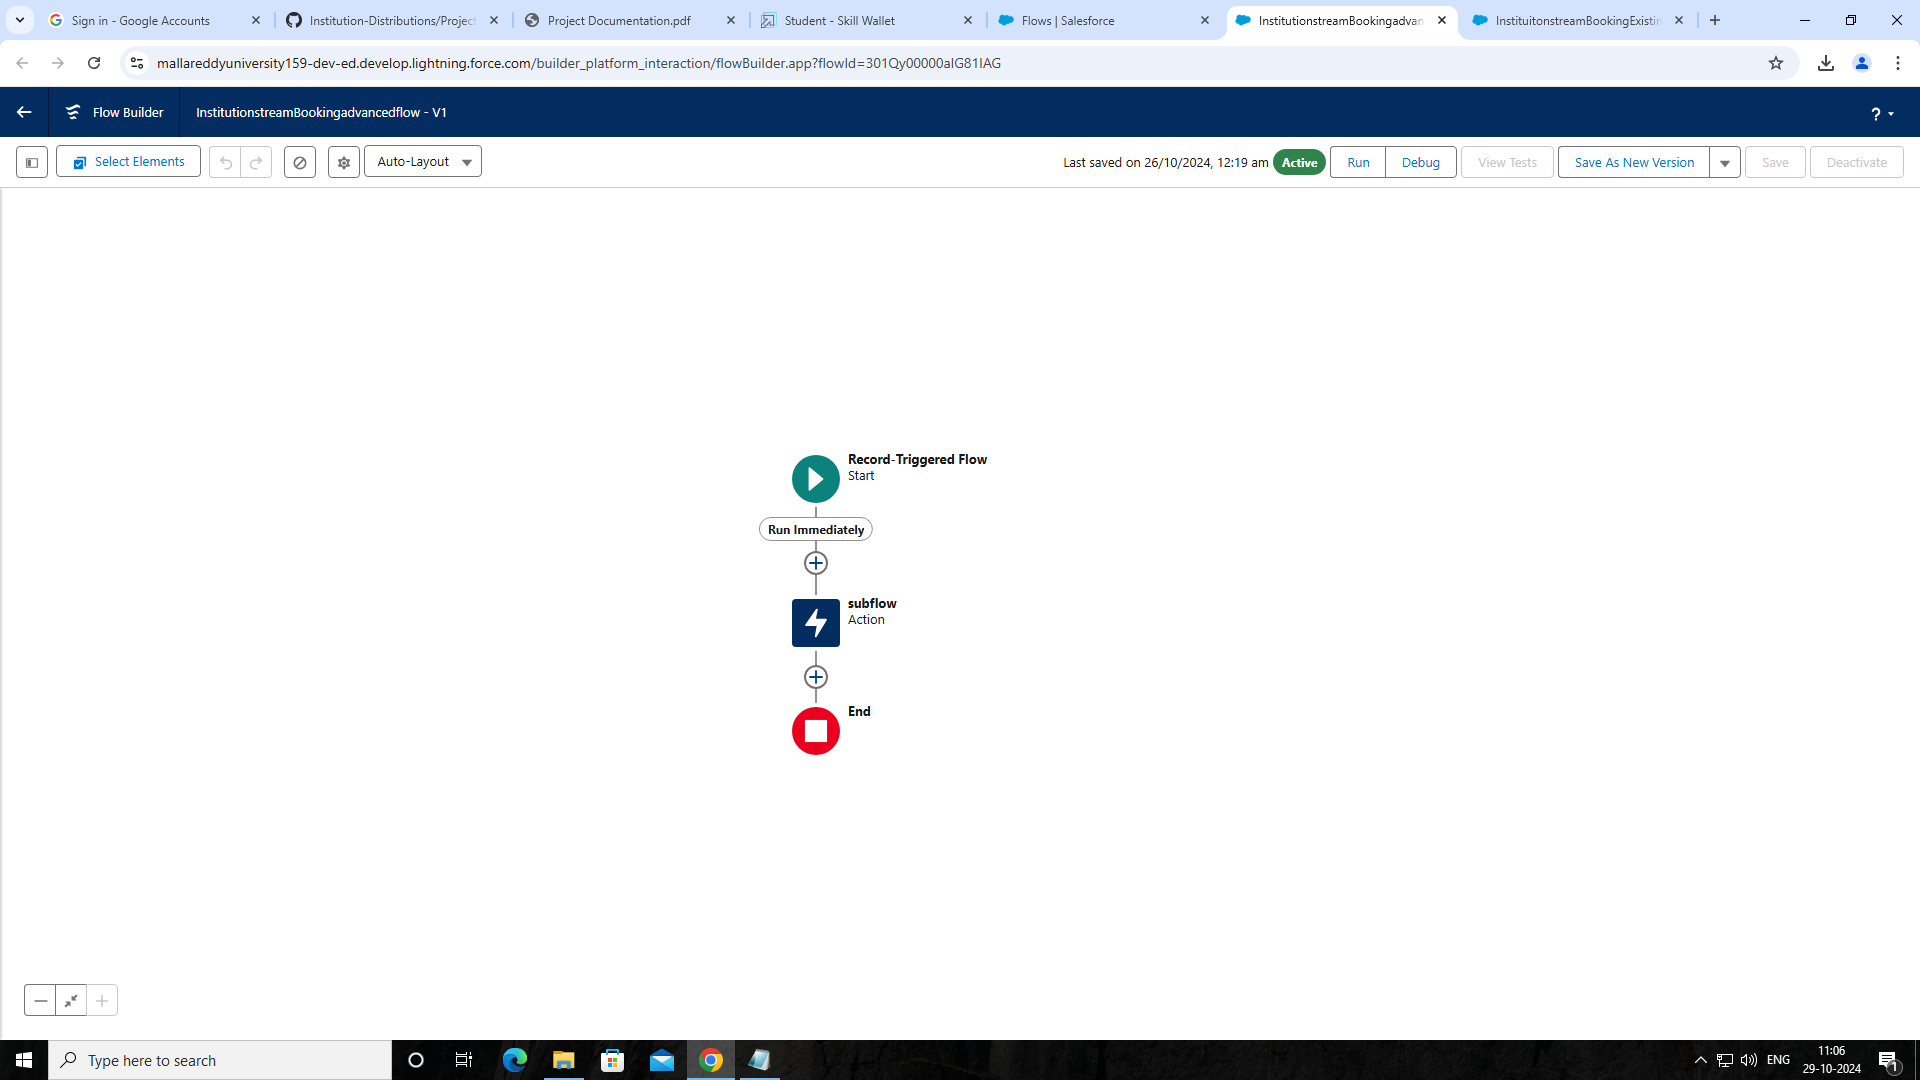 Sign in - Google Accounts
Institution-Distributions/Project
Project Documentation.pdf
Student - Skill Wallet
Flows | Salesforce
InstitutionstreamBookingadvan
InstituitonstreamBookingExistin
mallareddyuniversity159-dev-ed.develop.lightning.force.com/builder_platform_interaction/flowBuilder.app?flowId=301Qy00000alG81IAG
Flow Builder
InstitutionstreamBookingadvancedflow - V1
?
Select Elements
Auto-Layout
Last saved on 26/10/2024, 12:19 am
Active
Run
Debug
View Tests
Save As New Version
Save
Deactivate
Record-Triggered Flow
Start
Run Immediately
subflow
Action
End
Type here to search
ENG
11:06
29-10-2024
1